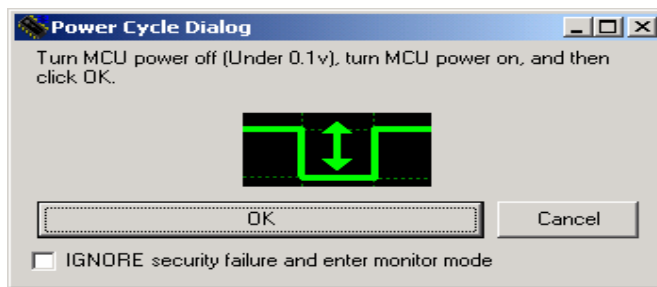 Power Cycle Dialog
Turn MCU power off (Under 0.1v), turn MCU power on, and then
click OK.
OK
Cancel
IGNORE security failure and enter monitor mode